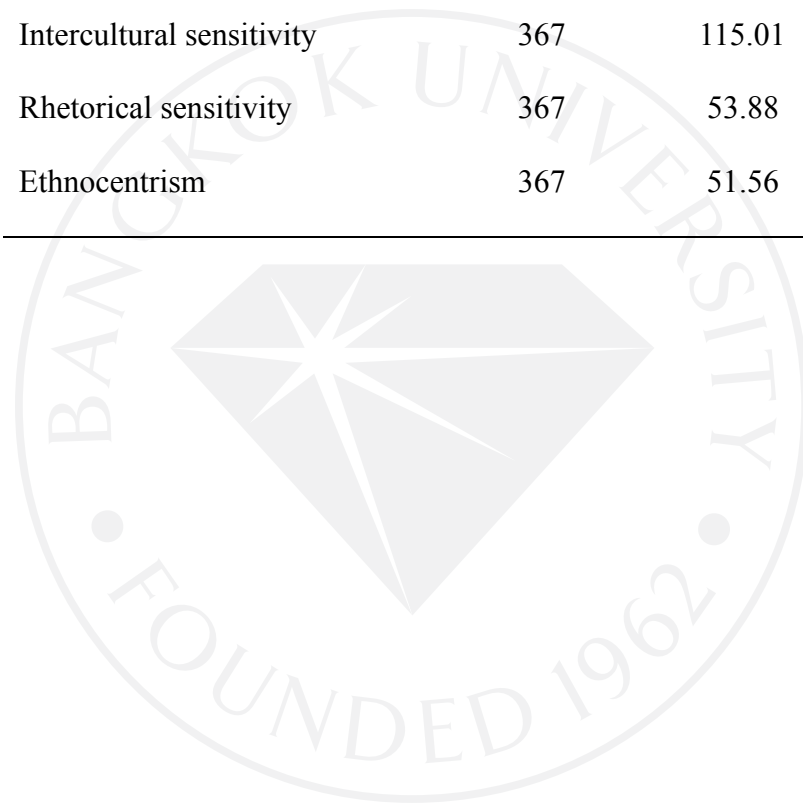 Intercultural sensitivity 367 115.01
Rhetorical sensitivity 367 53.88
Ethnocentrism 367 51.56
BANGKOK UNIVERSITY
• FOUNDED 1962 •